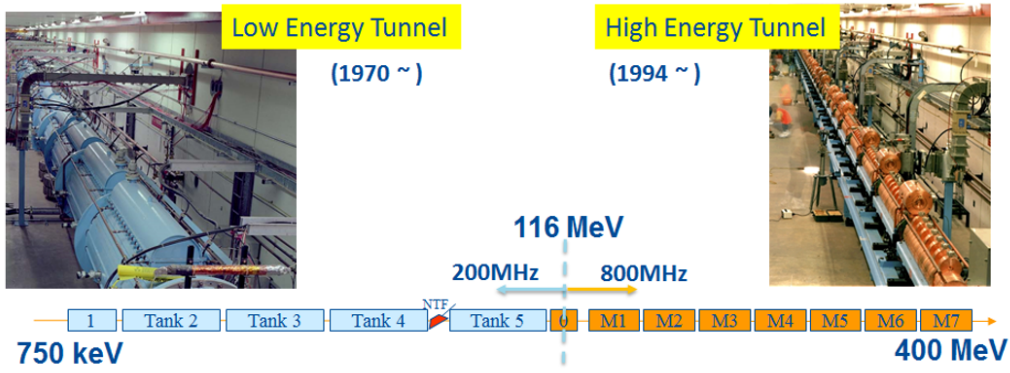 Low Energy Tunnel
High Energy Tunnel
(1970 ~ )
(1994 ~ )
116 MeV
200MHz
800MHz
NTF
1
Tank 2
Tank 3
Tank 4
Tank 5
0
M1
M2
M3
M4
M5
M6
M7
750 keV
400 MeV